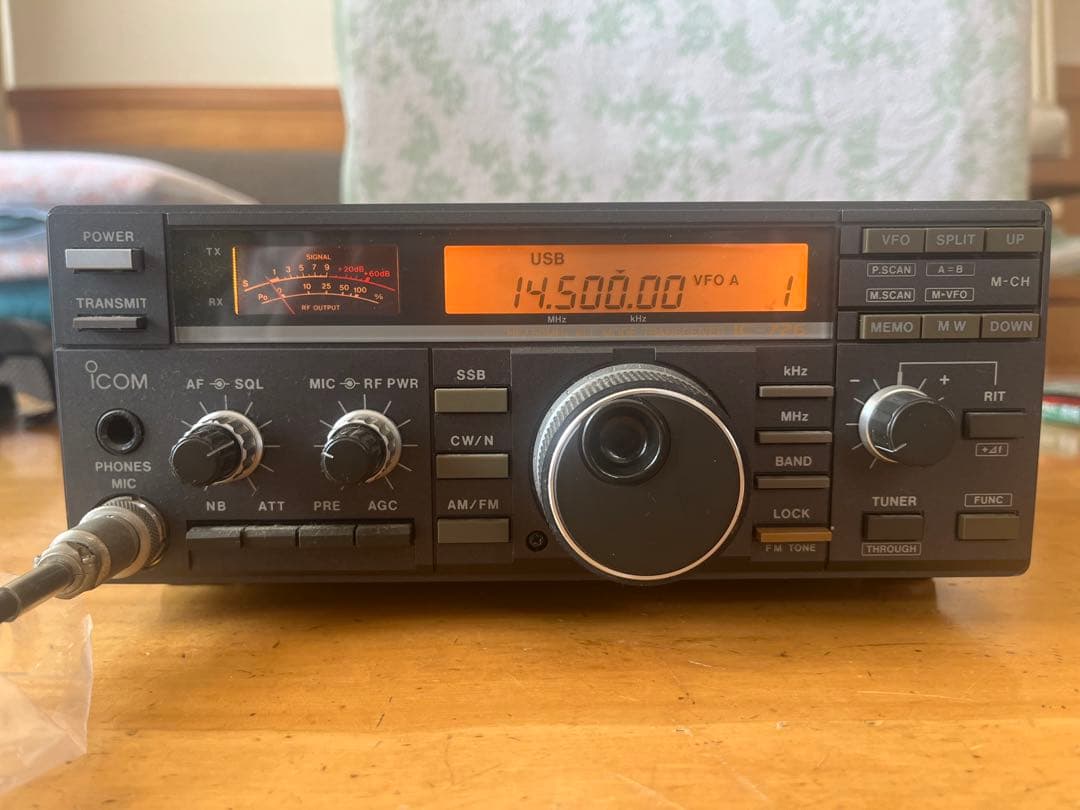 POWER
TRANSMIT
TX
RX
SIGNAL
S 1 3 5 7 9 +20dB +60dB
Po 0 10 25 50 100 %
RF OUTPUT
USB
14.500.00 VFO A 1
MHz kHz
IC-726
VFO SPLIT UP
P.SCAN A=B
M-CH
M.SCAN M▸VFO
MEMO MW DOWN
ICOM
PHONES
MIC
AF SQL
MIC RF PWR
NB ATT PRE AGC
SSB
CW/N
AM/FM
kHz
MHz
BAND
LOCK
FM TONE
- +
RIT
+⊿f
TUNER
THROUGH
FUNC